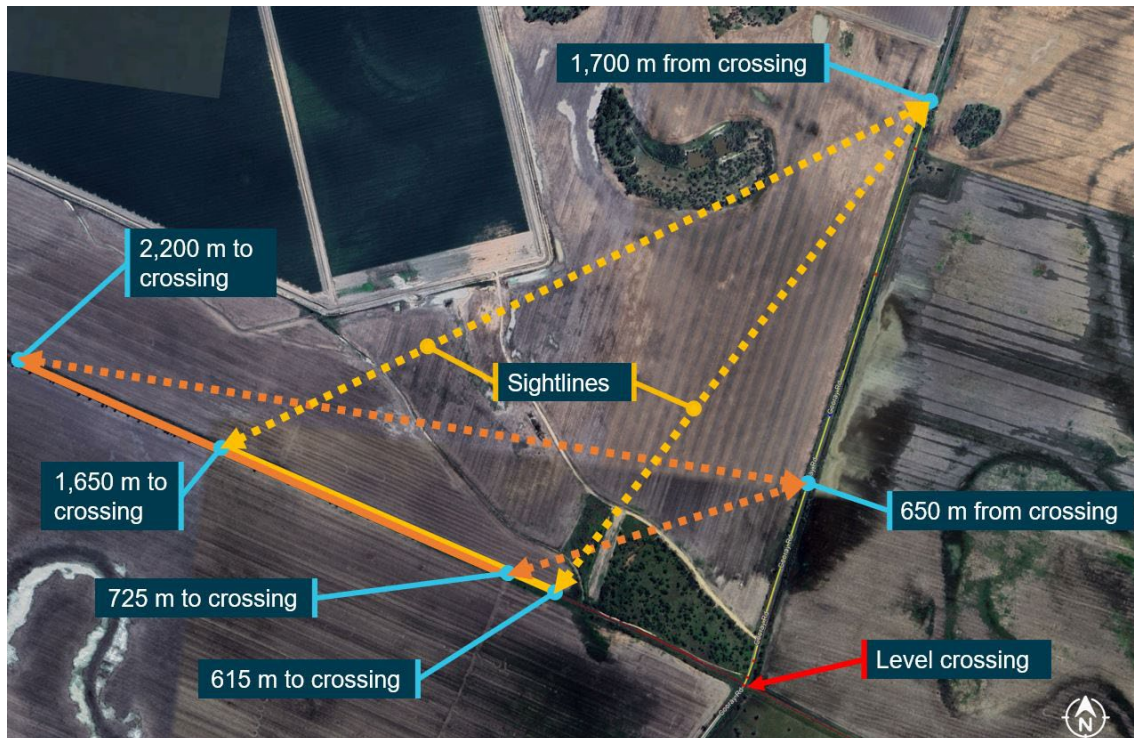 1,700 m from crossing
2,200 m to
crossing
Sightlines
1,650 m to
crossing
650 m from crossing
725 m to crossing
615 m to crossing
Level crossing
N